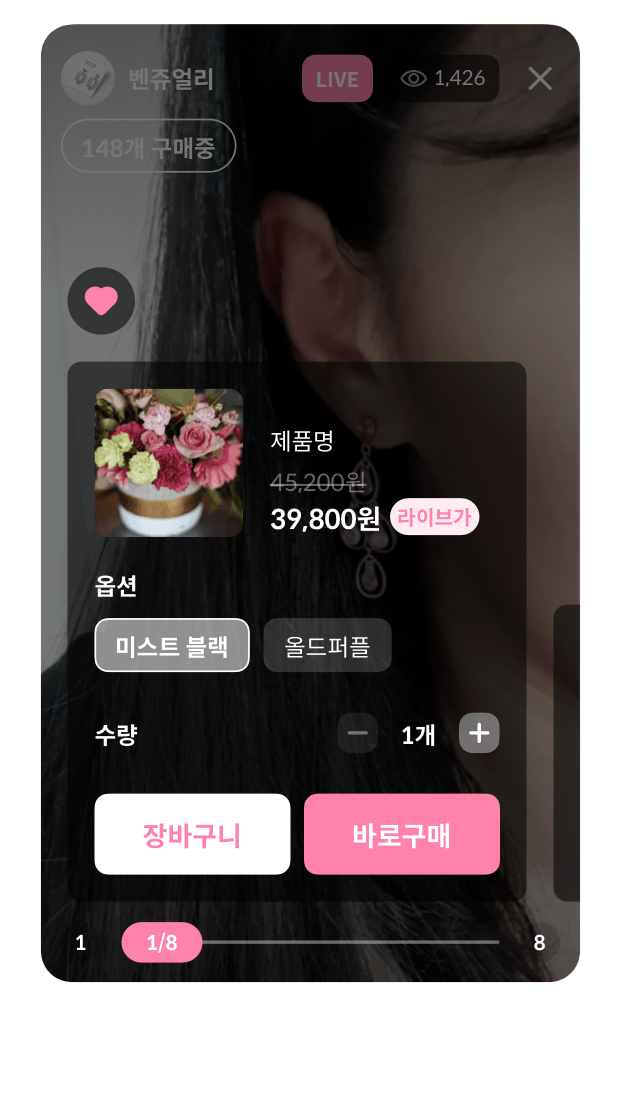 벤쥬얼리
LIVE
1,426
148개 구매중
제품명
45,200원
39,800원 라이브가
옵션
미스트 블랙
올드퍼플
수량
1개
장바구니
바로구매
1
1/8
8